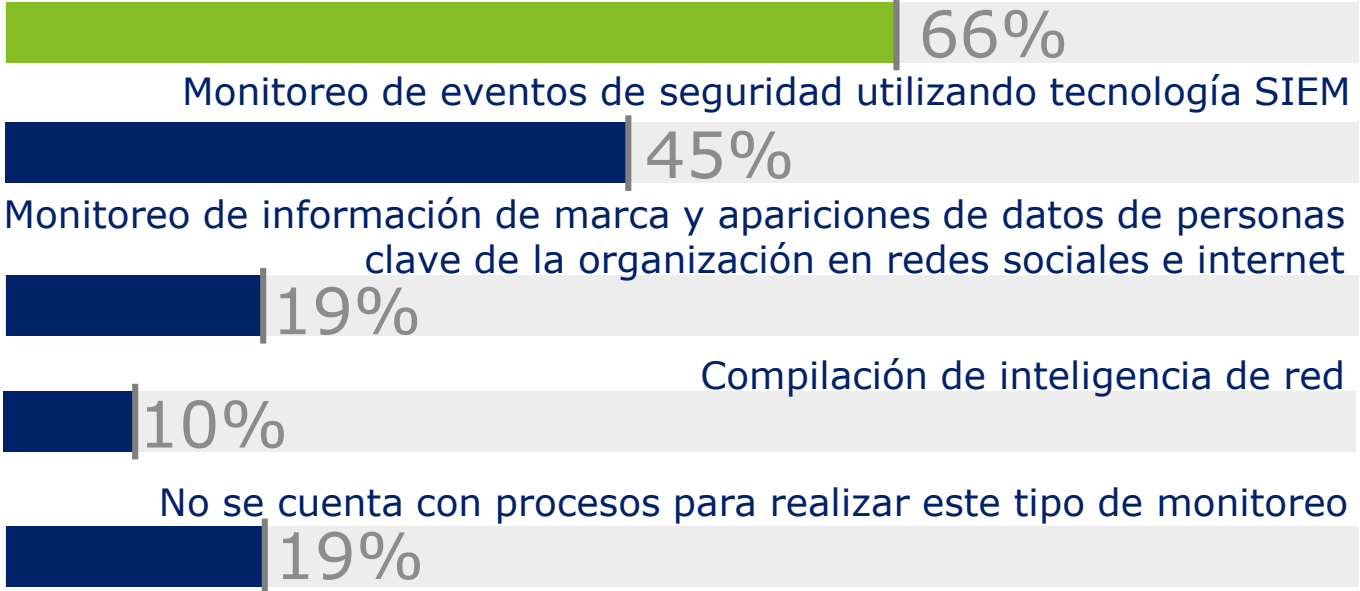 66%
Monitoreo de eventos de seguridad utilizando tecnología SIEM
45%
Monitoreo de información de marca y apariciones de datos de personas
clave de la organización en redes sociales e internet
19%
Compilación de inteligencia de red
10%
No se cuenta con procesos para realizar este tipo de monitoreo
19%